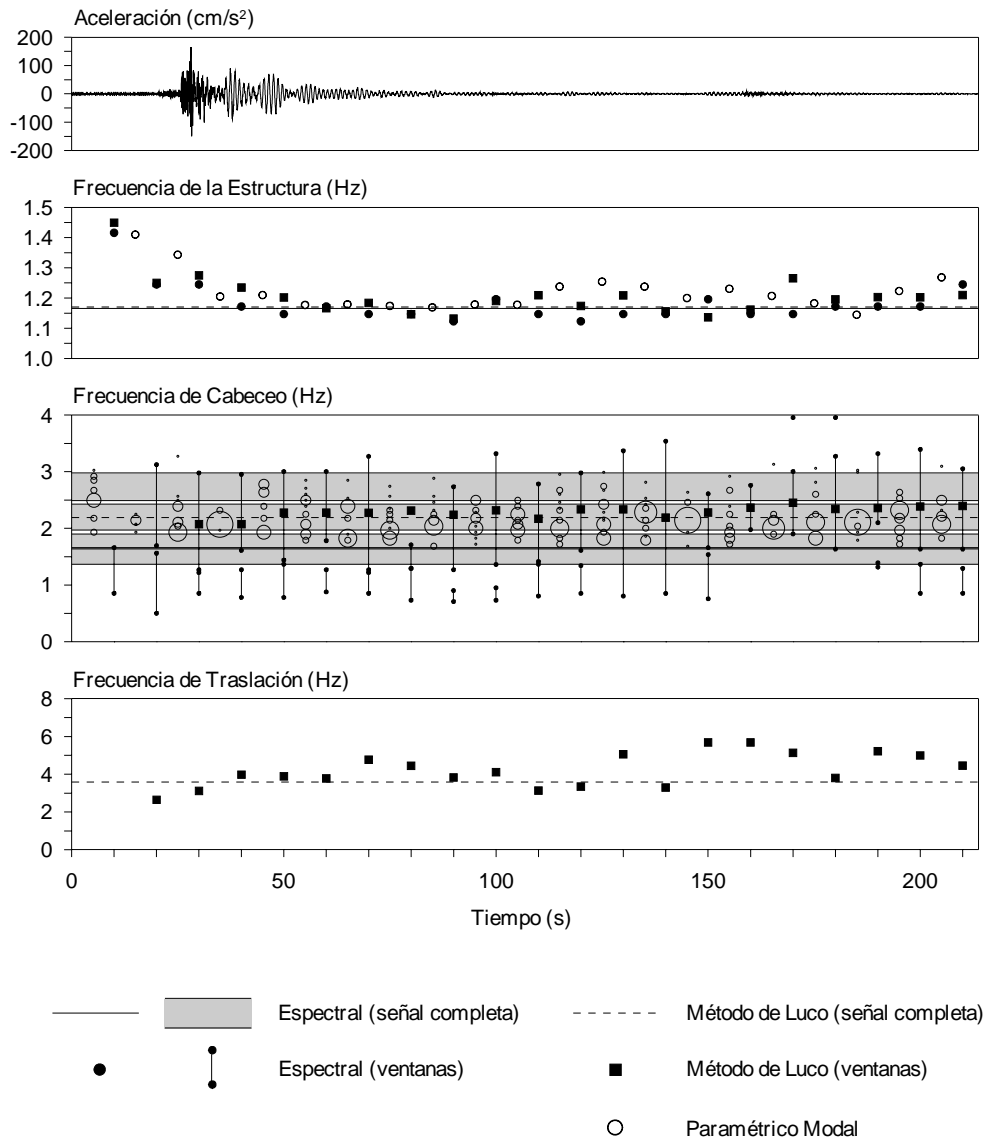 Aceleración (cm/s²)
200
100
0
-100
-200
Frecuencia de la Estructura (Hz)
1.5
1.4
1.3
1.2
1.1
1.0
Frecuencia de Cabeceo (Hz)
4
3
2
1
0
Frecuencia de Traslación (Hz)
8
6
4
2
0
0 50 100 150 200
Tiempo (s)
Espectral (señal completa) Método de Luco (señal completa)
Espectral (ventanas) Método de Luco (ventanas)
Paramétrico Modal